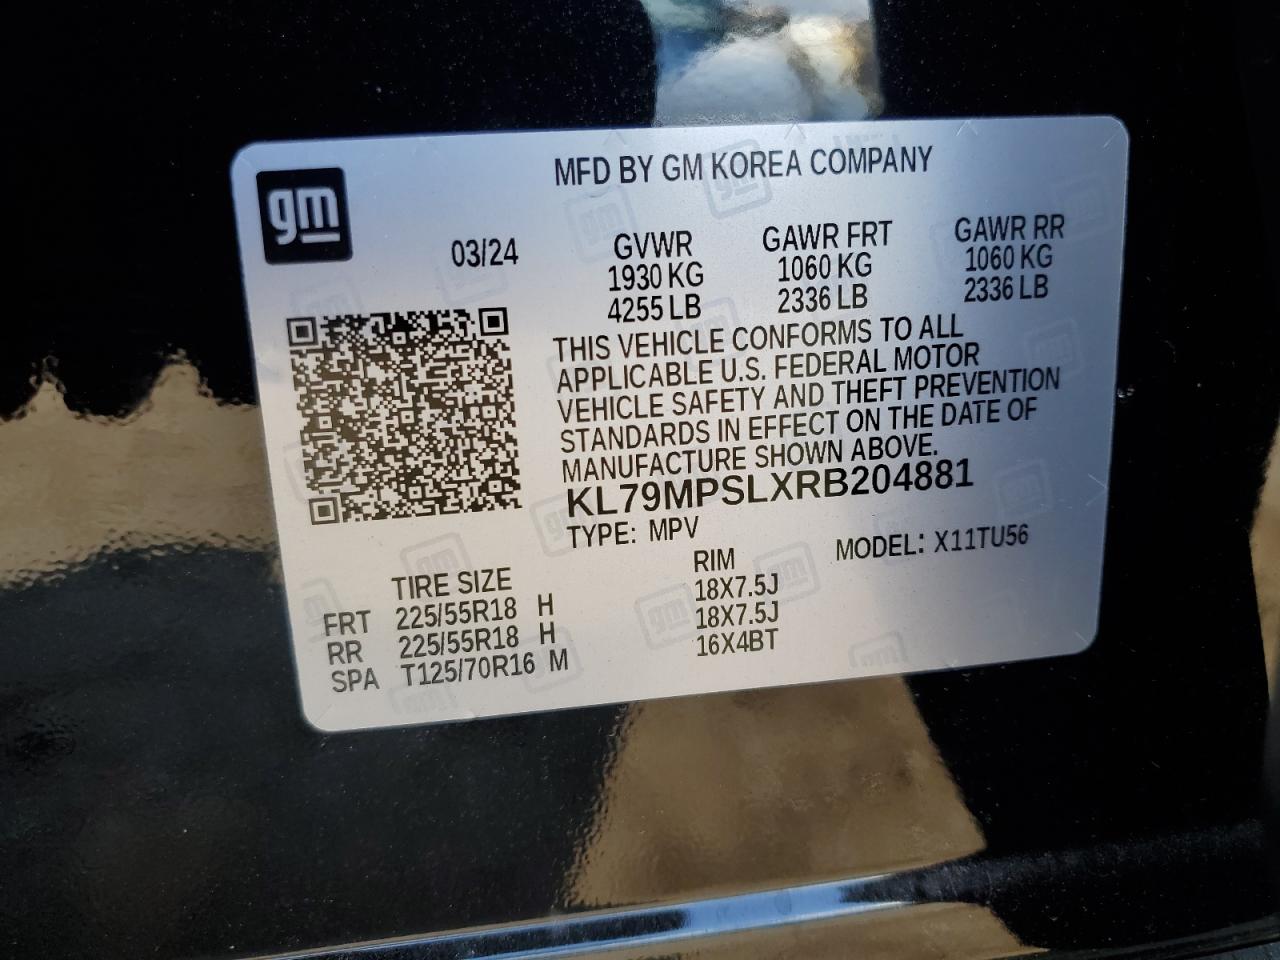 gm
MFD BY GM KOREA COMPANY
03/24
GVWR GAWR FRT GAWR RR
1930 KG 1060 KG 1060 KG
4255 LB 2336 LB 2336 LB
THIS VEHICLE CONFORMS TO ALL
APPLICABLE U.S. FEDERAL MOTOR
VEHICLE SAFETY AND THEFT PREVENTION
STANDARDS IN EFFECT ON THE DATE OF
MANUFACTURE SHOWN ABOVE.
KL79MPSLXRB204881
TYPE: MPV MODEL: X11TU56
TIRE SIZE RIM
FRT 225/55R18 H 18X7.5J
RR 225/55R18 H 18X7.5J
SPA T125/70R16 M 16X4BT